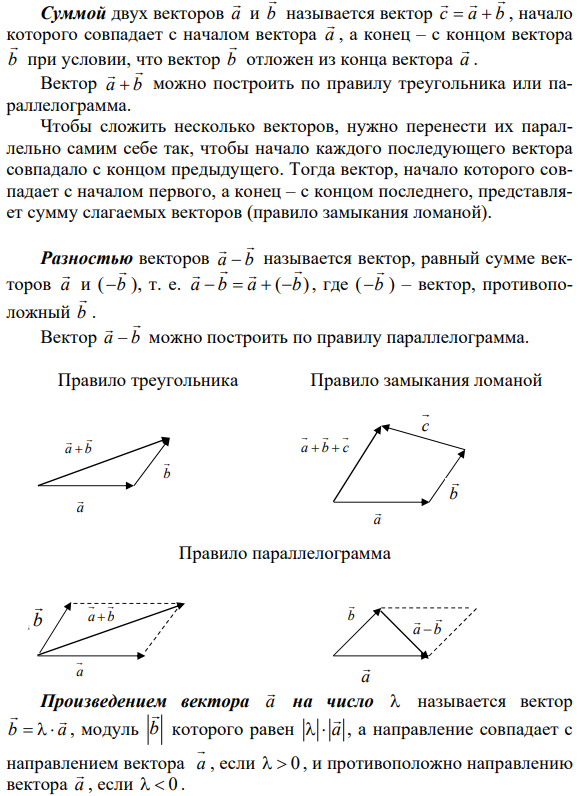 Суммой двух векторов a⃗ и b⃗ называется вектор c⃗ = a⃗ + b⃗ , начало
которого совпадает с началом вектора a⃗ , а конец – с концом вектора
b⃗ при условии, что вектор b⃗ отложен из конца вектора a⃗ .
Вектор a⃗ + b⃗ можно построить по правилу треугольника или па-
раллелограмма.
Чтобы сложить несколько векторов, нужно перенести их парал-
лельно самим себе так, чтобы начало каждого последующего вектора
совпадало с концом предыдущего. Тогда вектор, начало которого сов-
падает с началом первого, а конец – с концом последнего, представля-
ет сумму слагаемых векторов (правило замыкания ломаной).
Разностью векторов a⃗ – b⃗ называется вектор, равный сумме век-
торов a⃗ и (–b⃗ ), т. е. a⃗ – b⃗ = a⃗ + (–b⃗), где (–b⃗ ) – вектор, противопо-
ложный b⃗ .
Вектор a⃗ – b⃗ можно построить по правилу параллелограмма.
Правило треугольника Правило замыкания ломаной
a⃗ + b⃗
b⃗
a⃗
c⃗
a⃗ + b⃗ + c⃗
b⃗
a⃗
Правило параллелограмма
b⃗
a⃗ + b⃗
a⃗
b⃗
a⃗ – b⃗
a⃗
Произведением вектора a⃗ на число λ называется вектор
b⃗ = λ · a⃗ , модуль |b⃗| которого равен |λ| · |a⃗|, а направление совпадает с
направлением вектора a⃗ , если λ > 0 , и противоположно направлению
вектора a⃗ , если λ < 0 .